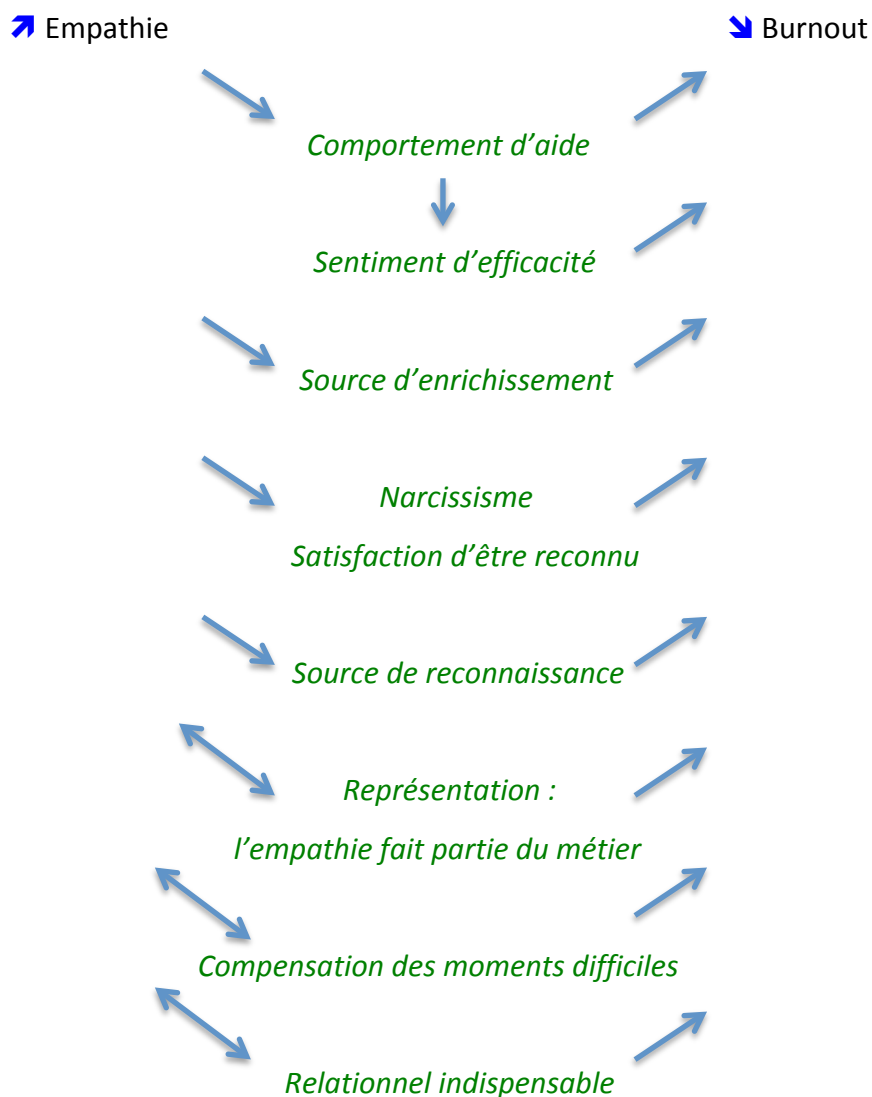 Empathie
Burnout
Comportement d’aide
Sentiment d’efficacité
Source d’enrichissement
Narcissisme
Satisfaction d’être reconnu
Source de reconnaissance
Représentation :
l’empathie fait partie du métier
Compensation des moments difficiles
Relationnel indispensable